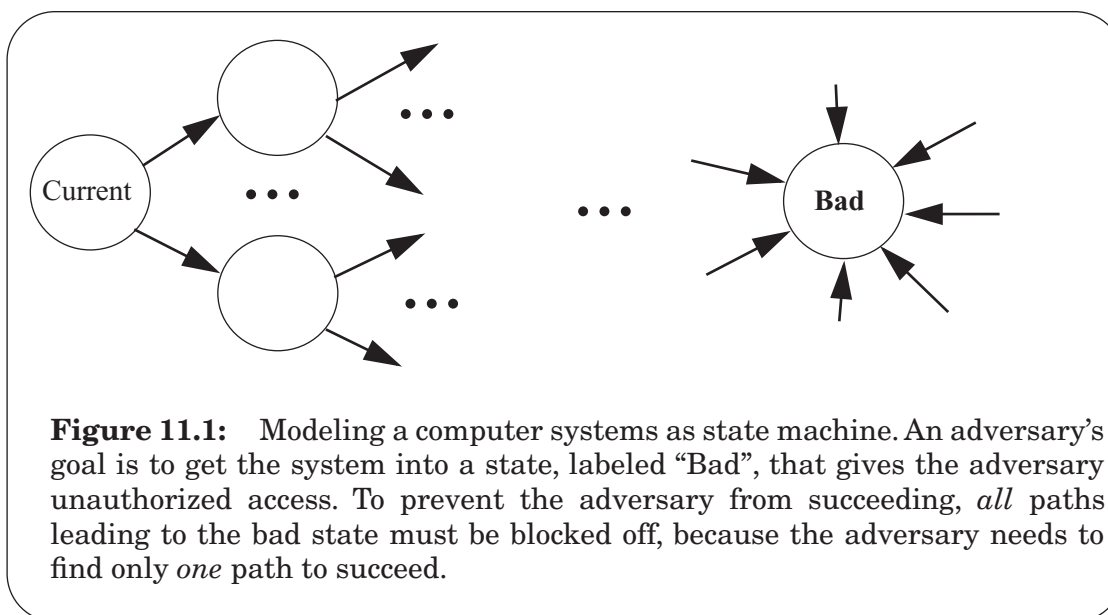 Current
Bad
Figure 11.1: Modeling a computer systems as state machine. An adversary’s
goal is to get the system into a state, labeled “Bad”, that gives the adversary
unauthorized access. To prevent the adversary from succeeding, all paths
leading to the bad state must be blocked off, because the adversary needs to
find only one path to succeed.